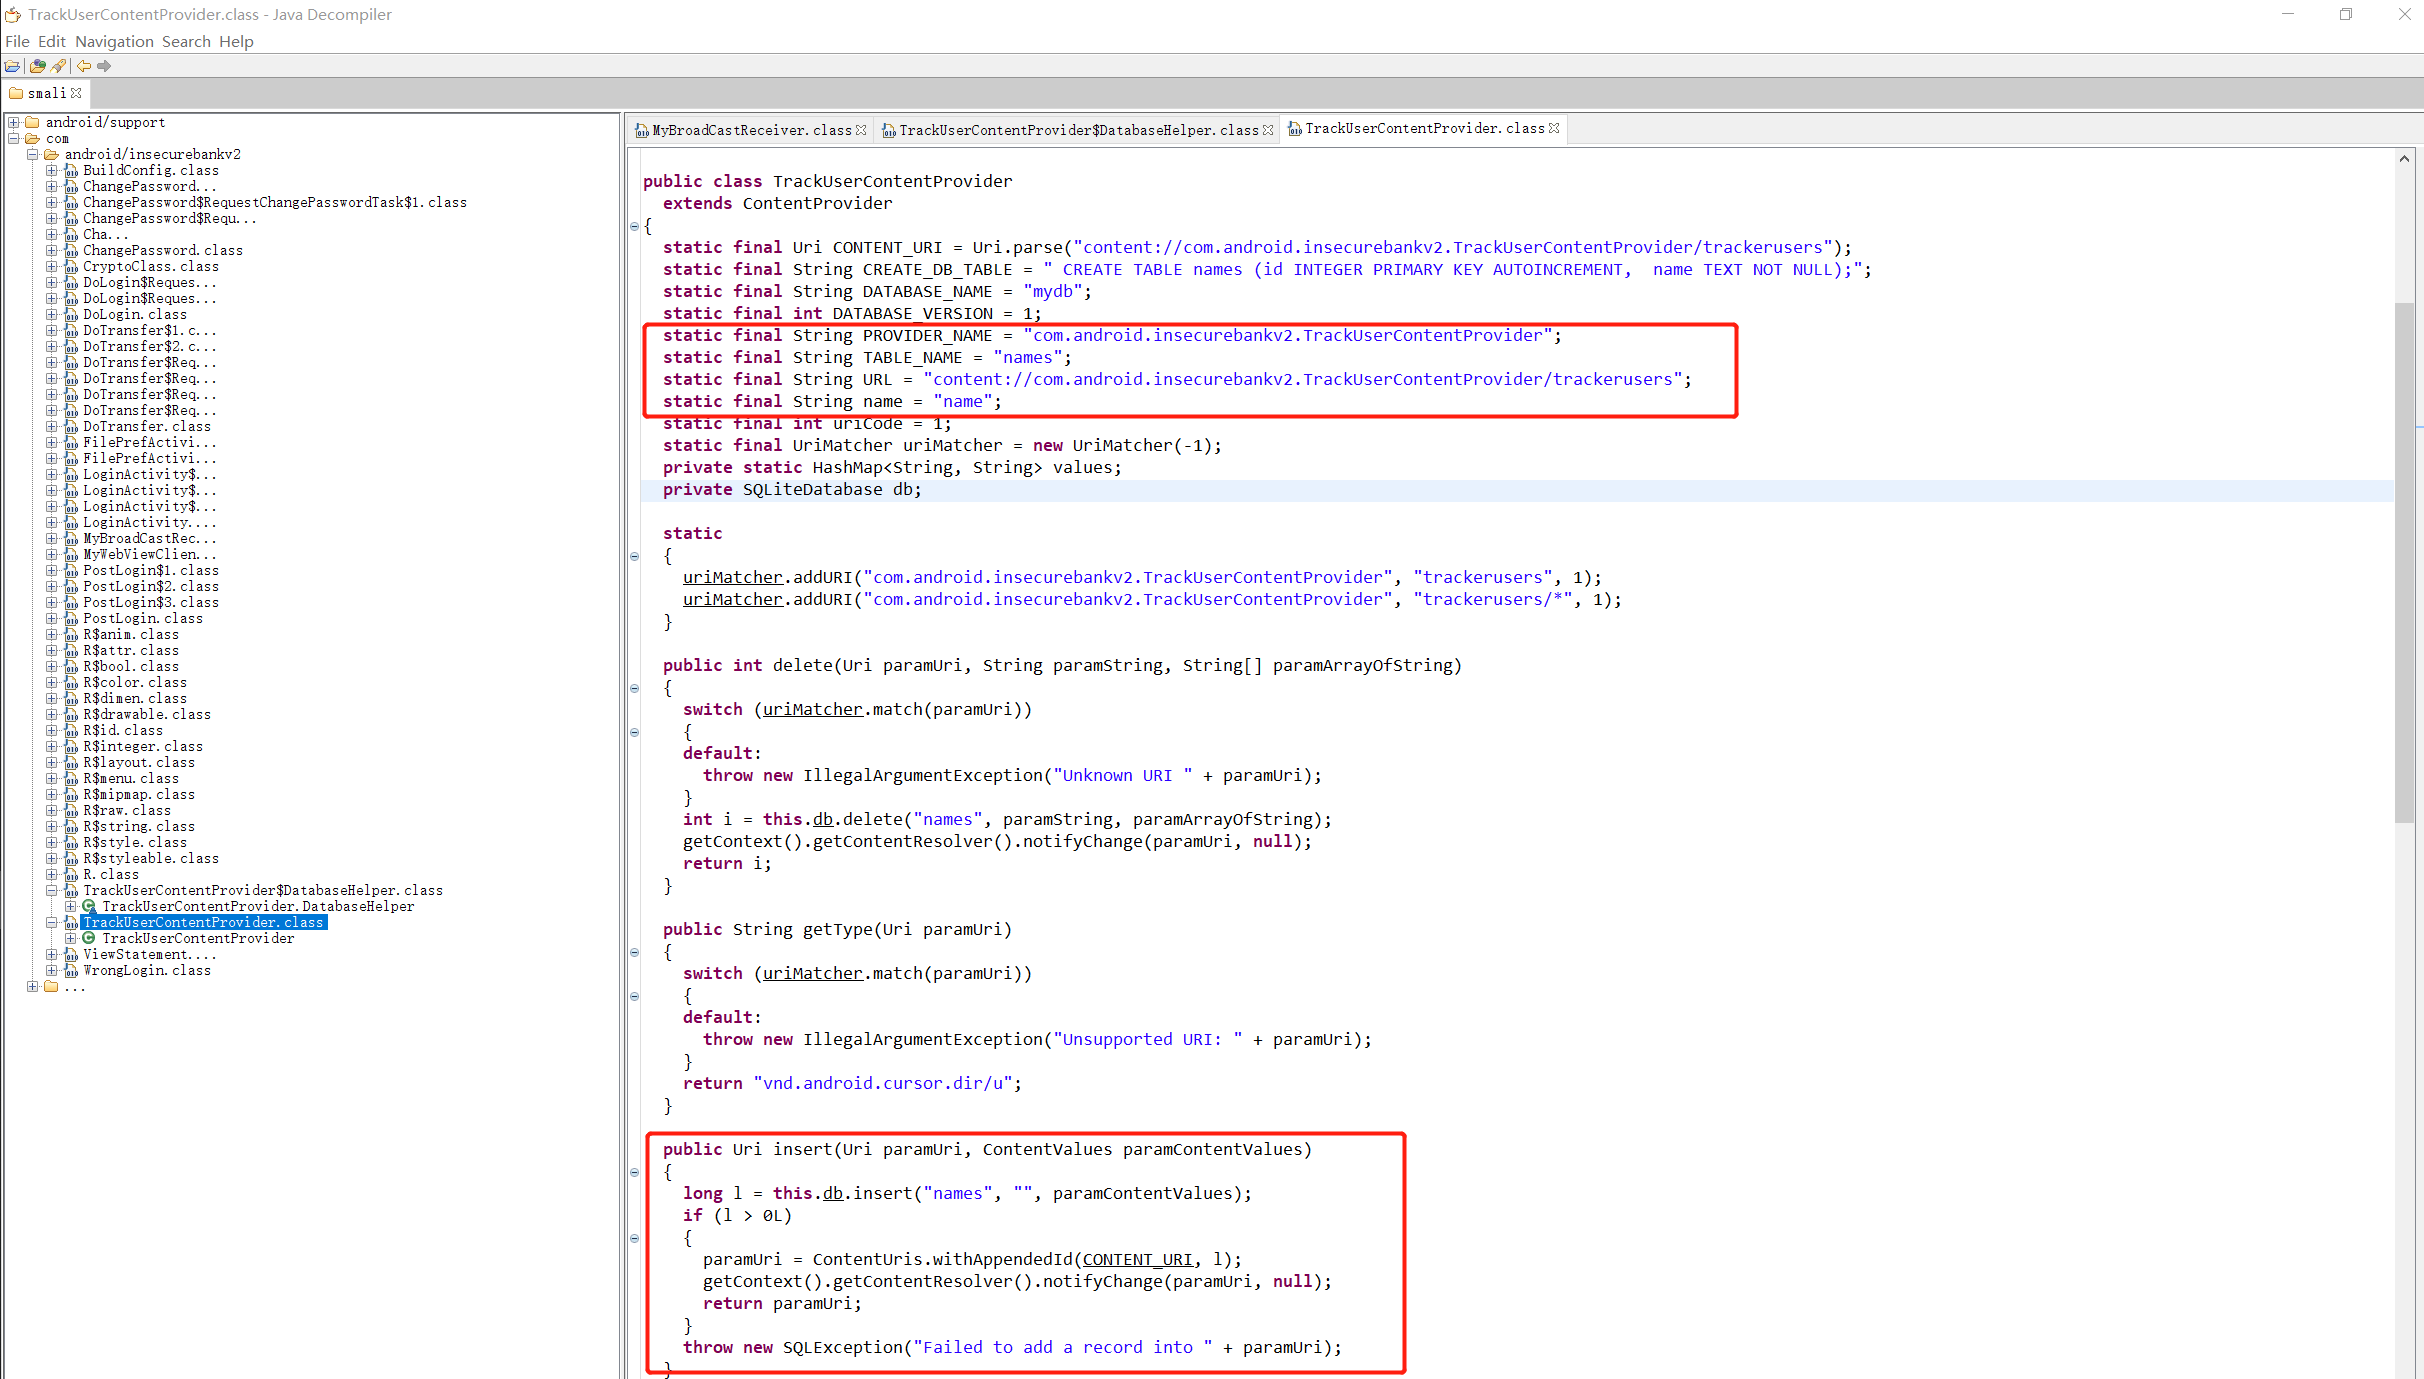 TrackUserContentProvider.class - Java Decompiler
File Edit Navigation Search Help
smali
android/support
com
android/insecurebankv2
BuildConfig.class
ChangePassword...
ChangePassword$RequestChangePasswordTask$1.class
ChangePassword$Requ...
Cha...
ChangePassword.class
CryptoClass.class
DoLogin$Reques...
DoLogin$Reques...
DoLogin.class
DoTransfer$1.c...
DoTransfer$2.c...
DoTransfer$Req...
DoTransfer$Req...
DoTransfer$Req...
DoTransfer$Req...
DoTransfer.class
FilePrefActivi...
FilePrefActivi...
LoginActivity$...
LoginActivity$...
LoginActivity$...
LoginActivity....
MyBroadCastRec...
MyWebViewClien...
PostLogin$1.class
PostLogin$2.class
PostLogin$3.class
PostLogin.class
R$anim.class
R$attr.class
R$bool.class
R$color.class
R$dimen.class
R$drawable.class
R$id.class
R$integer.class
R$layout.class
R$menu.class
R$mipmap.class
R$raw.class
R$string.class
R$style.class
R$styleable.class
R.class
TrackUserContentProvider$DatabaseHelper.class
TrackUserContentProvider.DatabaseHelper
TrackUserContentProvider.class
TrackUserContentProvider
ViewStatement....
WrongLogin.class
...
MyBroadCastReceiver.class TrackUserContentProvider$DatabaseHelper.class TrackUserContentProvider.class
public class TrackUserContentProvider
extends ContentProvider
{
static final Uri CONTENT_URI = Uri.parse("content://com.android.insecurebankv2.TrackUserContentProvider/trackerusers");
static final String CREATE_DB_TABLE = " CREATE TABLE names (id INTEGER PRIMARY KEY AUTOINCREMENT,  name TEXT NOT NULL);";
static final String DATABASE_NAME = "mydb";
static final int DATABASE_VERSION = 1;
static final String PROVIDER_NAME = "com.android.insecurebankv2.TrackUserContentProvider";
static final String TABLE_NAME = "names";
static final String URL = "content://com.android.insecurebankv2.TrackUserContentProvider/trackerusers";
static final String name = "name";
static final int uriCode = 1;
static final UriMatcher uriMatcher = new UriMatcher(-1);
private static HashMap<String, String> values;
private SQLiteDatabase db;
static
{
uriMatcher.addURI("com.android.insecurebankv2.TrackUserContentProvider", "trackerusers", 1);
uriMatcher.addURI("com.android.insecurebankv2.TrackUserContentProvider", "trackerusers/*", 1);
}
public int delete(Uri paramUri, String paramString, String[] paramArrayOfString)
{
switch (uriMatcher.match(paramUri))
{
default:
throw new IllegalArgumentException("Unknown URI " + paramUri);
}
int i = this.db.delete("names", paramString, paramArrayOfString);
getContext().getContentResolver().notifyChange(paramUri, null);
return i;
}
public String getType(Uri paramUri)
{
switch (uriMatcher.match(paramUri))
{
default:
throw new IllegalArgumentException("Unsupported URI: " + paramUri);
}
return "vnd.android.cursor.dir/u";
}
public Uri insert(Uri paramUri, ContentValues paramContentValues)
{
long l = this.db.insert("names", "", paramContentValues);
if (l > 0L)
{
paramUri = ContentUris.withAppendedId(CONTENT_URI, l);
getContext().getContentResolver().notifyChange(paramUri, null);
return paramUri;
}
throw new SQLException("Failed to add a record into " + paramUri);
}